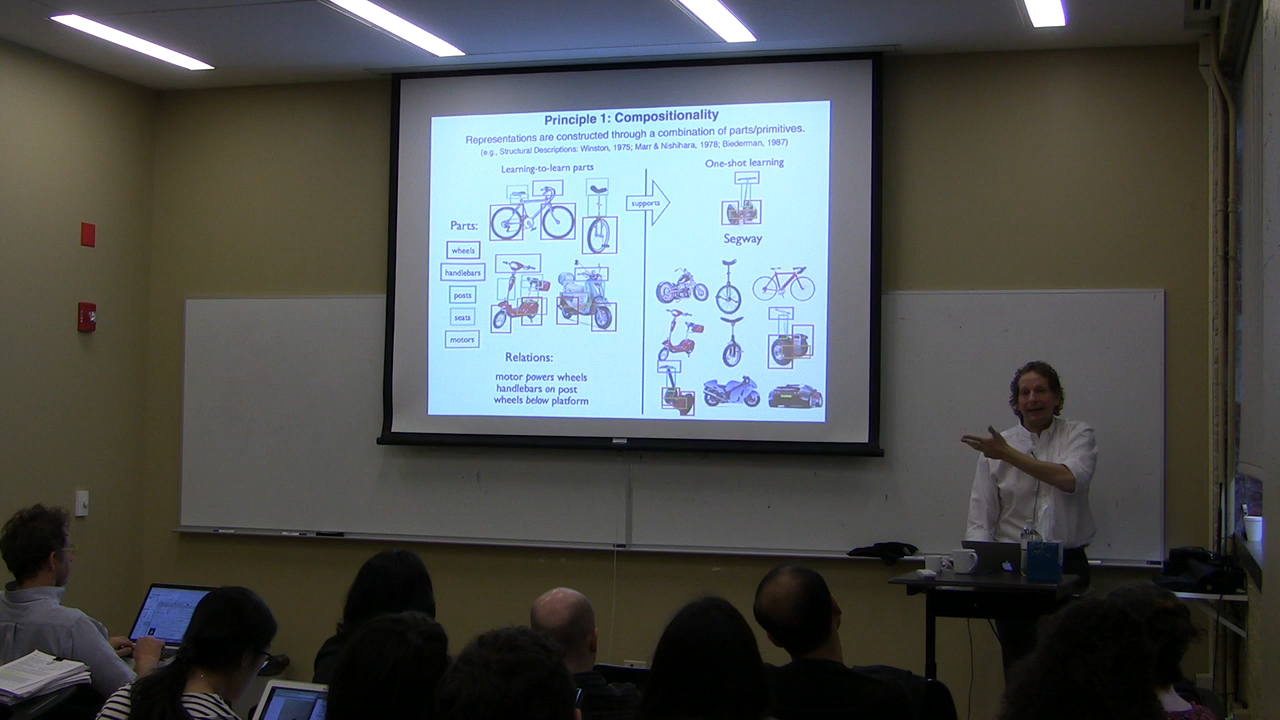 Principle 1: Compositionality
Representations are constructed through a combination of parts/primitives.
(e.g., Structural Descriptions: Winston, 1975; Marr & Nishihara, 1978; Biederman, 1987)
Learning-to-learn parts
Parts:
wheels
handlebars
posts
seats
motors
Relations:
motor powers wheels
handlebars on post
wheels below platform
supports
One-shot learning
Segway